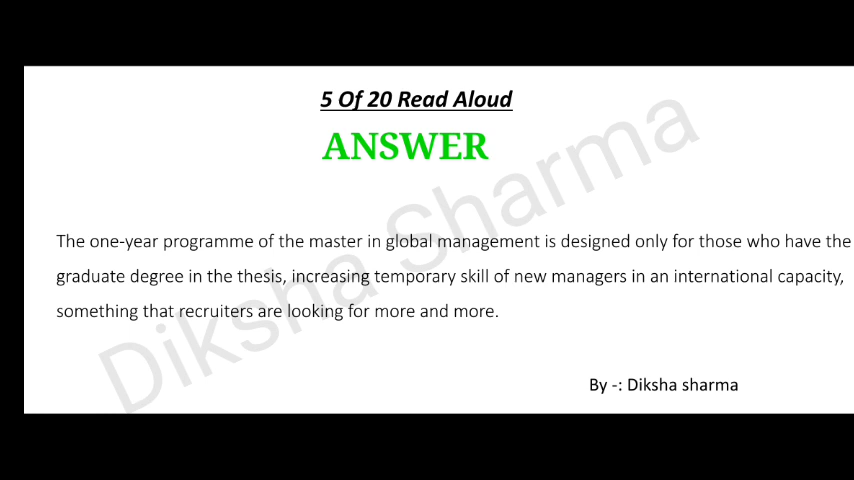 5 Of 20 Read Aloud
ANSWER
The one-year programme of the master in global management is designed only for those who have the
graduate degree in the thesis, increasing temporary skill of new managers in an international capacity,
something that recruiters are looking for more and more.
Diksha Sharma
By -: Diksha sharma